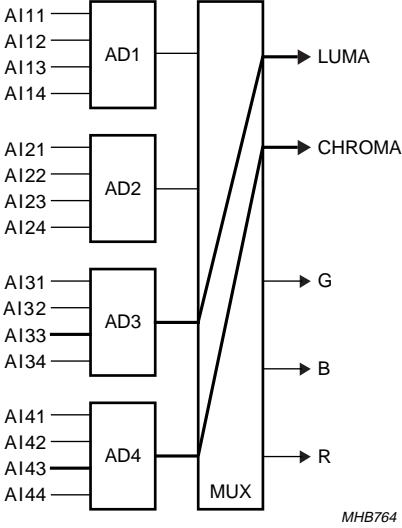 AI11
AI12
AI13
AI14
AD1
AI21
AI22
AI23
AI24
AD2
AI31
AI32
AI33
AI34
AD3
AI41
AI42
AI43
AI44
AD4
MUX
LUMA
CHROMA
G
B
R
MHB764